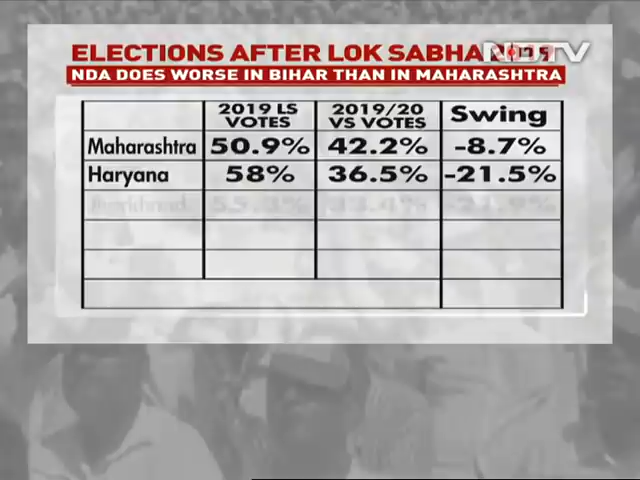 ELECTIONS AFTER LOK SABHA
NDTV
NDA DOES WORSE IN BIHAR THAN IN MAHARASHTRA
2019 LS VOTES 2019/20 VS VOTES Swing
Maharashtra 50.9% 42.2% -8.7%
Haryana 58% 36.5% -21.5%
Jharkhand